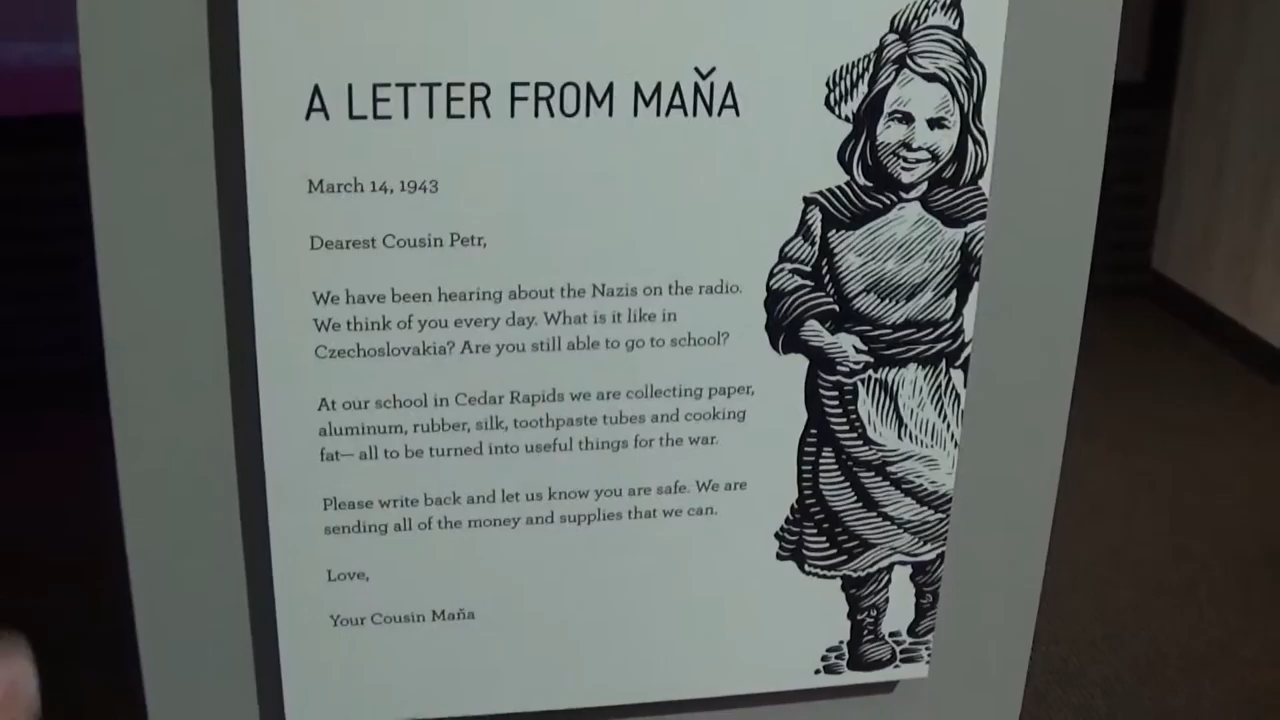 A LETTER FROM MAŇA
March 14, 1943
Dearest Cousin Petr,
We have been hearing about the Nazis on the radio.
We think of you every day. What is it like in
Czechoslovakia? Are you still able to go to school?
At our school in Cedar Rapids we are collecting paper,
aluminum, rubber, silk, toothpaste tubes and cooking
fat— all to be turned into useful things for the war.
Please write back and let us know you are safe. We are
sending all of the money and supplies that we can.
Love,
Your Cousin Maňa